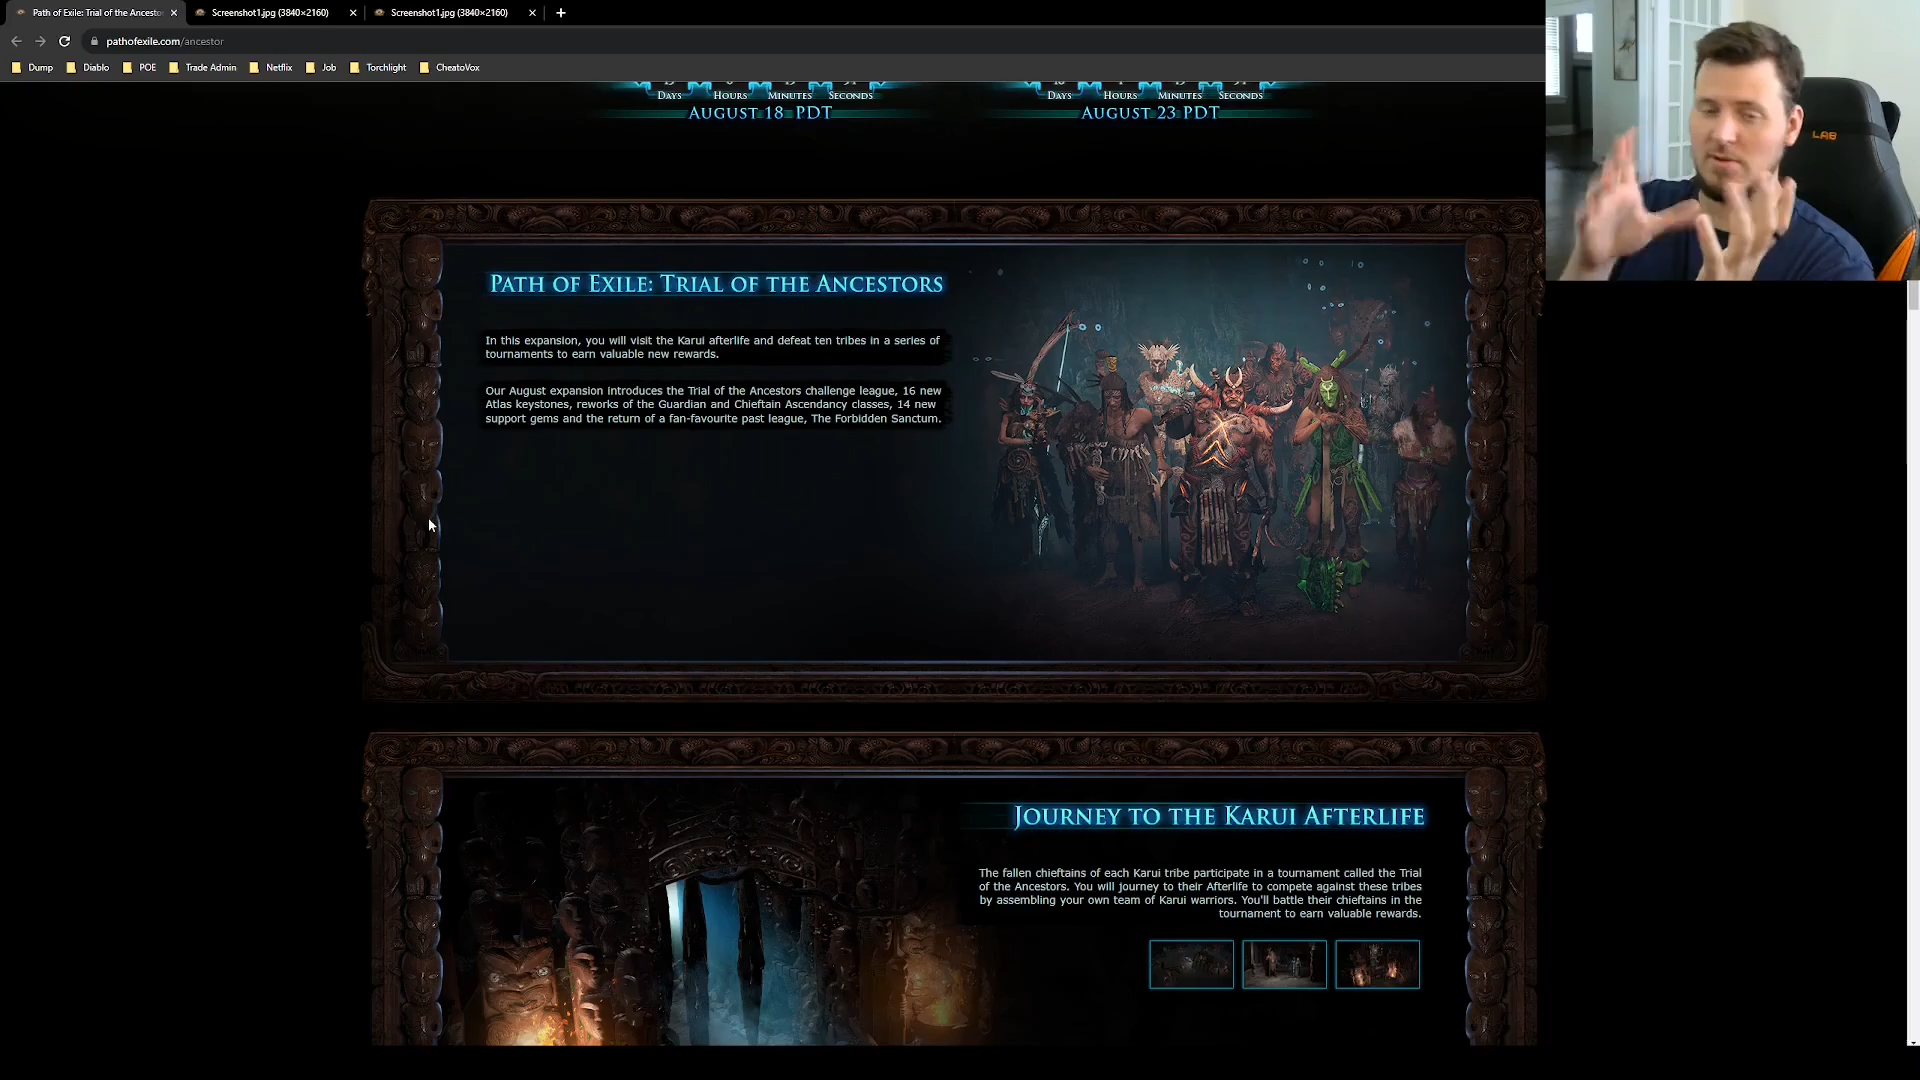 Path of Exile: Trial of the Ancesto
Screenshot1.jpg (3840×2160)
Screenshot1.jpg (3840×2160)
pathofexile.com/ancestor
Dump
Diablo
POE
Trade Admin
Netflix
Job
Torchlight
CheatoVox
Days Hours Minutes Seconds
August 18 PDT
Days Hours Minutes Seconds
August 23 PDT
LAB
Path of Exile: Trial of the Ancestors
In this expansion, you will visit the Karui afterlife and defeat ten tribes in a series of
tournaments to earn valuable new rewards.
Our August expansion introduces the Trial of the Ancestors challenge league, 16 new
Atlas keystones, reworks of the Guardian and Chieftain Ascendancy classes, 14 new
support gems and the return of a fan-favourite past league, The Forbidden Sanctum.
Journey to the Karui Afterlife
The fallen chieftains of each Karui tribe participate in a tournament called the Trial
of the Ancestors. You will journey to their Afterlife to compete against these tribes
by assembling your own team of Karui warriors. You'll battle their chieftains in the
tournament to earn valuable rewards.